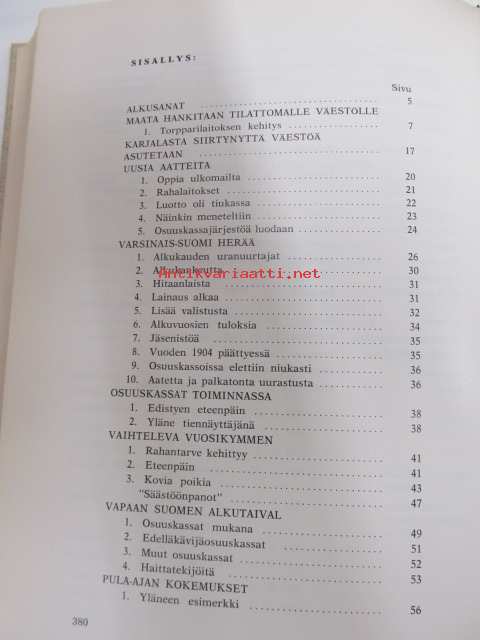 SISÄLLYS:
Sivu
ALKUSANAT ........ 5
MAATA HANKITAAN TILATTOMALLE VÄESTÖLLE
1. Torpparilaitoksen kehitys ........ 7
KARJALASTA SIIRTYNYTTÄ VÄESTÖÄ
ASUTETAAN ........ 17
UUSIA AATTEITA
1. Oppia ulkomailta ........ 20
2. Rahalaitokset ........ 21
3. Luotto oli tiukassa ........ 22
4. Näinkin meneteltiin ........ 23
5. Osuuskassajärjestöä luodaan ........ 24
VARSINAIS-SUOMI HERÄÄ
1. Alkukauden uranuurtajat ........ 26
2. Alkuhankeutta ........ 30
Antikvariaatti.net
3. Hitaanlaista ........ 31
4. Lainaus alkaa ........ 31
5. Lisää valistusta ........ 32
6. Alkuvuosien tuloksia ........ 34
7. Jäsenistöä ........ 35
8. Vuoden 1904 päättyessä ........ 35
9. Osuuskassoissa elettiin niukasti ........ 36
10. Aatetta ja palkatonta uurastusta ........ 36
OSUUSKASSAT TOIMINNASSA
1. Edistyen eteenpäin ........ 38
2. Yläne tiennäyttäjänä ........ 38
VAIHTELEVA VUOSIKYMMEN
1. Rahantarve kehittyy ........ 41
2. Eteenpäin ........ 41
3. Kovia poikia ........ 43
"Säästöönpanot" ........ 47
VAPAAN SUOMEN ALKUTAIVAL
1. Osuuskassat mukana ........ 49
2. Edelläkävijäosuuskassat ........ 51
3. Muut osuuskassat ........ 52
4. Haittatekijöitä ........ 53
PULA-AJAN KOKEMUKSET
1. Yläneen esimerkki ........ 56
380